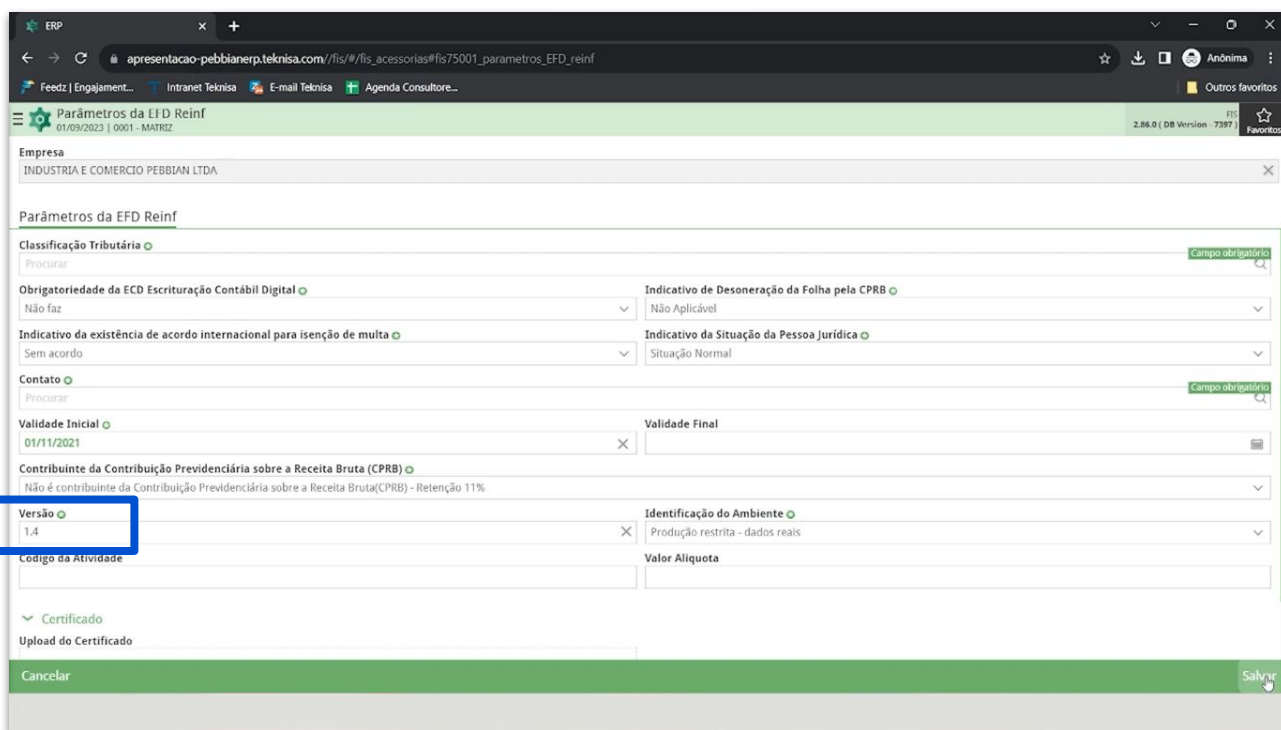 ERP
apresentacao-pebbianerp.teknisa.com//fis/#/fis_acessorias#fis75001_parametros_EFD_reinf
Anônima
Feedz | Engajament... Intranet Teknisa E-mail Teknisa Agenda Consultore... Outros favoritos
Parâmetros da EFD Reinf
01/09/2023 | 0001 - MATRIZ
FIS
2.86.0 ( DB Version - 7397 )
Favoritos
Empresa
INDUSTRIA E COMERCIO PEBBIAN LTDA
Parâmetros da EFD Reinf
Classificação Tributária
Campo obrigatório
Procurar
Obrigatoriedade da ECD Escrituração Contábil Digital Indicativo de Desoneração da Folha pela CPRB
Não faz Não Aplicável
Indicativo da existência de acordo internacional para isenção de multa Indicativo da Situação da Pessoa Jurídica
Sem acordo Situação Normal
Contato
Campo obrigatório
Procurar
Validade Inicial Validade Final
01/11/2021
Contribuinte da Contribuição Previdenciária sobre a Receita Bruta (CPRB)
Não é contribuinte da Contribuição Previdenciária sobre a Receita Bruta(CPRB) - Retenção 11%
Versão Identificação do Ambiente
1.4 Produção restrita - dados reais
Codigo da Atividade Valor Aliquota
Certificado
Upload do Certificado
Cancelar Salvar